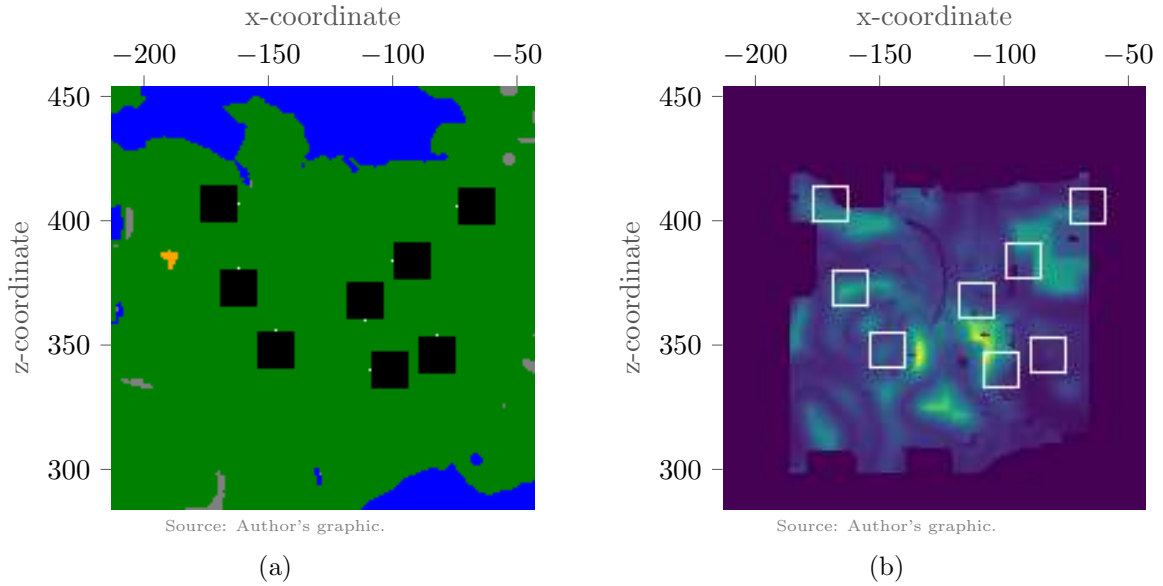 x-coordinate
−200 −150 −100 −50
450
400
350
300
z-coordinate
Source: Author's graphic.
(a)
x-coordinate
−200 −150 −100 −50
450
400
350
300
z-coordinate
Source: Author's graphic.
(b)